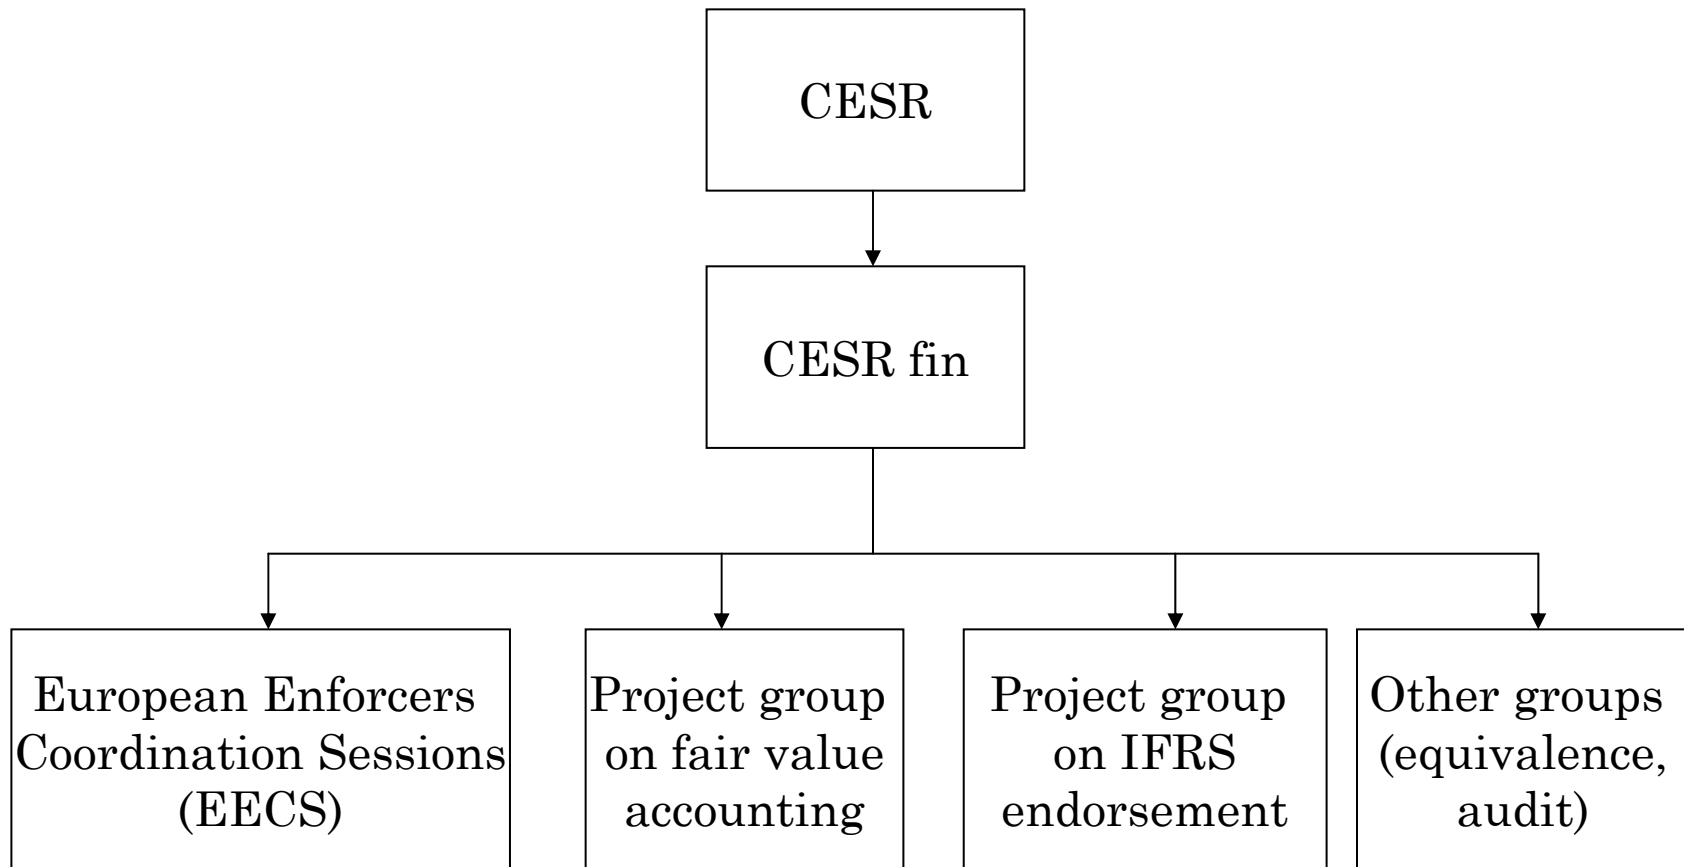 CESR
CESR fin
European Enforcers
Coordination Sessions
(EECS)
Project group
on fair value
accounting
Project group
on IFRS
endorsement
Other groups
(equivalence,
audit)